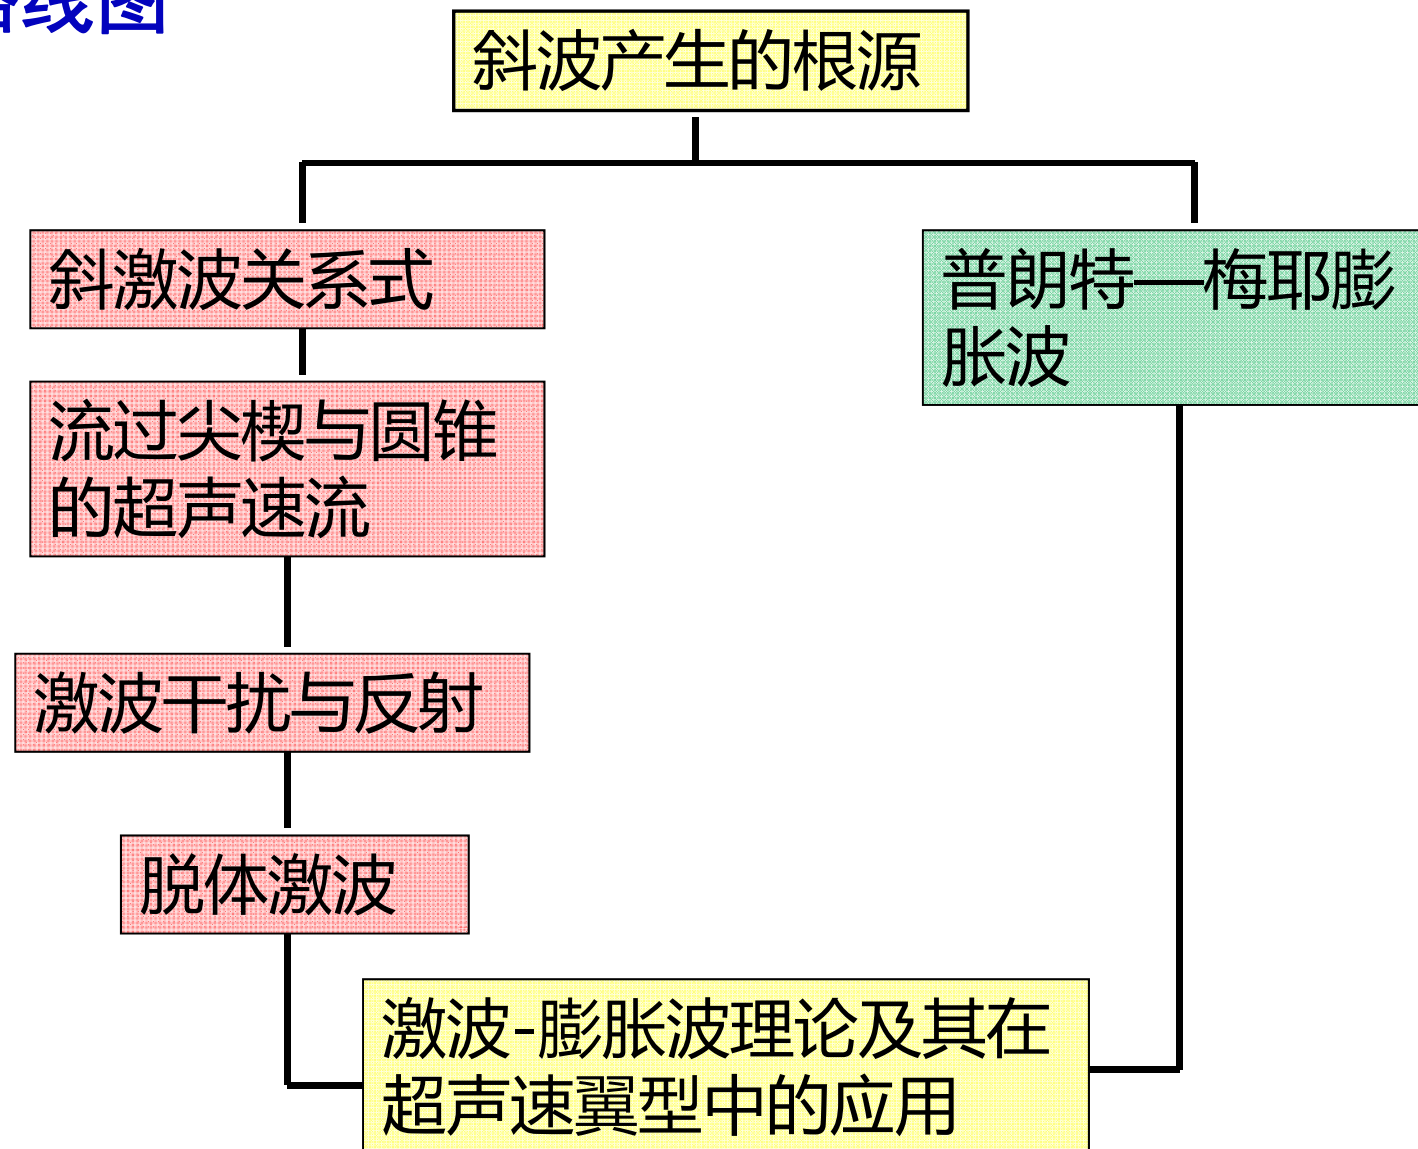 线图
斜波产生的根源
斜激波关系式
普朗特—梅耶膨
胀波
流过尖楔与圆锥
的超声速流
激波干扰与反射
脱体激波
激波-膨胀波理论及其在
超声速翼型中的应用